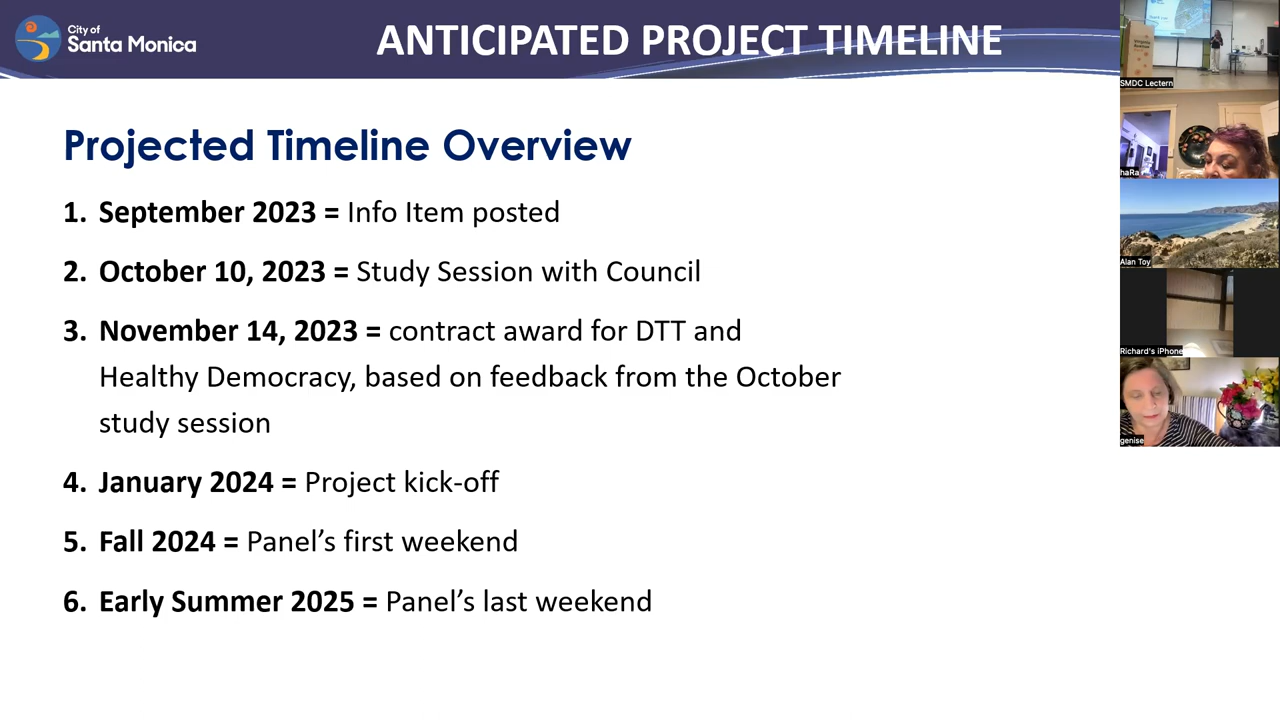 City of
Santa Monica
ANTICIPATED PROJECT TIMELINE
Projected Timeline Overview
1. September 2023 = Info Item posted
2. October 10, 2023 = Study Session with Council
3. November 14, 2023 = contract award for DTT and
Healthy Democracy, based on feedback from the October
study session
4. January 2024 = Project kick-off
5. Fall 2024 = Panel’s first weekend
6. Early Summer 2025 = Panel’s last weekend
SMDC Lectern
haRa
Alan Toy
Richard's iPhone
genise